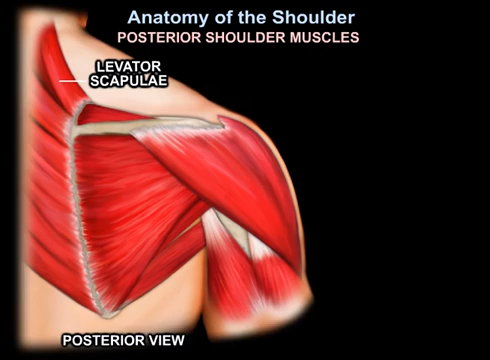 Anatomy of the Shoulder
POSTERIOR SHOULDER MUSCLES
LEVATOR
SCAPULAE
POSTERIOR VIEW